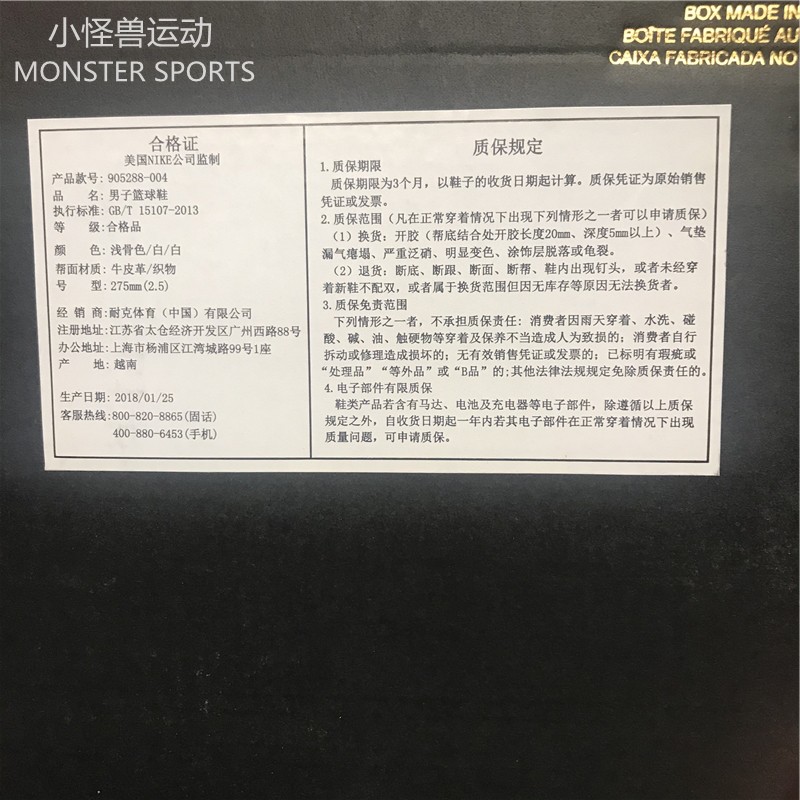 小怪兽运动
MONSTER SPORTS
BOX MADE IN
BOÎTE FABRIQUÉ AU
CAIXA FABRICADA NO
合格证
美国NIKE公司监制
产品款号: 905288-004
品 名: 男子篮球鞋
执行标准: GB/T 15107-2013
等 级: 合格品
颜 色: 浅骨色/白/白
帮面材质: 牛皮革/织物
号 型: 275mm(2.5)
经 销 商: 耐克体育（中国）有限公司
注册地址: 江苏省太仓经济开发区广州西路88号
办公地址: 上海市杨浦区江湾城路99号1座
产 地: 越南
生产日期: 2018/01/25
客服热线: 800-820-8865(固话)
400-880-6453(手机)
质保规定
1.质保期限
质保期限为3个月，以鞋子的收货日期起计算。质保凭证为原始销售
凭证或发票。
2.质保范围（凡在正常穿着情况下出现下列情形之一者可以申请质保）
（1）换货: 开胶（帮底结合处开胶长度20mm、深度5mm以上）、气垫
漏气瘪塌、严重泛硝、明显变色、涂饰层脱落或龟裂。
（2）退货: 断底、断跟、断面、断帮、鞋内出现钉头，或者未经穿
着新鞋不配双，或者属于换货范围但因无库存等原因无法换货者。
3.质保免责范围
下列情形之一者，不承担质保责任: 消费者因雨天穿着、水洗、碰
酸、碱、油、触硬物等穿着及保养不当造成人为致损的; 消费者自行
拆动或修理造成损坏的; 无有效销售凭证或发票的; 已标明有瑕疵或
“处理品”“等外品”或“B品”的;其他法律法规规定免除质保责任的。
4.电子部件有限质保
鞋类产品若含有马达、电池及充电器等电子部件，除遵循以上质保
规定之外，自收货日期起一年内若其电子部件在正常穿着情况下出现
质量问题，可申请质保。